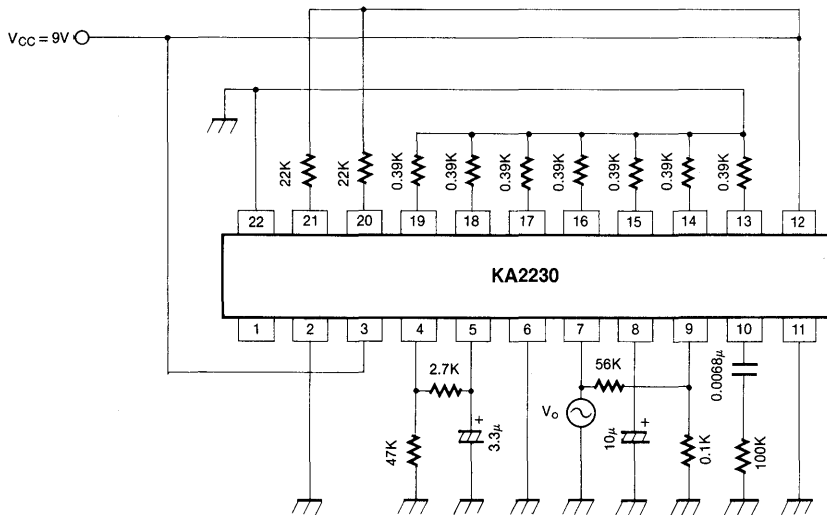 V_CC = 9V
22K
22K
0.39K
0.39K
0.39K
0.39K
0.39K
0.39K
0.39K
22
21
20
19
18
17
16
15
14
13
12
KA2230
1
2
3
4
5
6
7
8
9
10
11
2.7K
56K
0.0068μ
47K
+
3.3μ
V_o
10μ
+
0.1K
100K